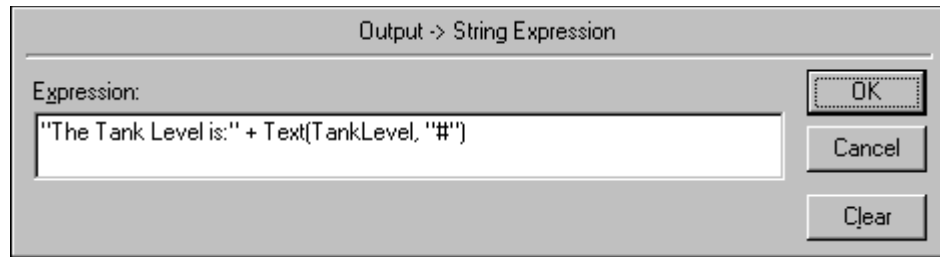 Output -> String Expression
Expression:
"The Tank Level is:" + Text(TankLevel, "#")
OK
Cancel
Clear